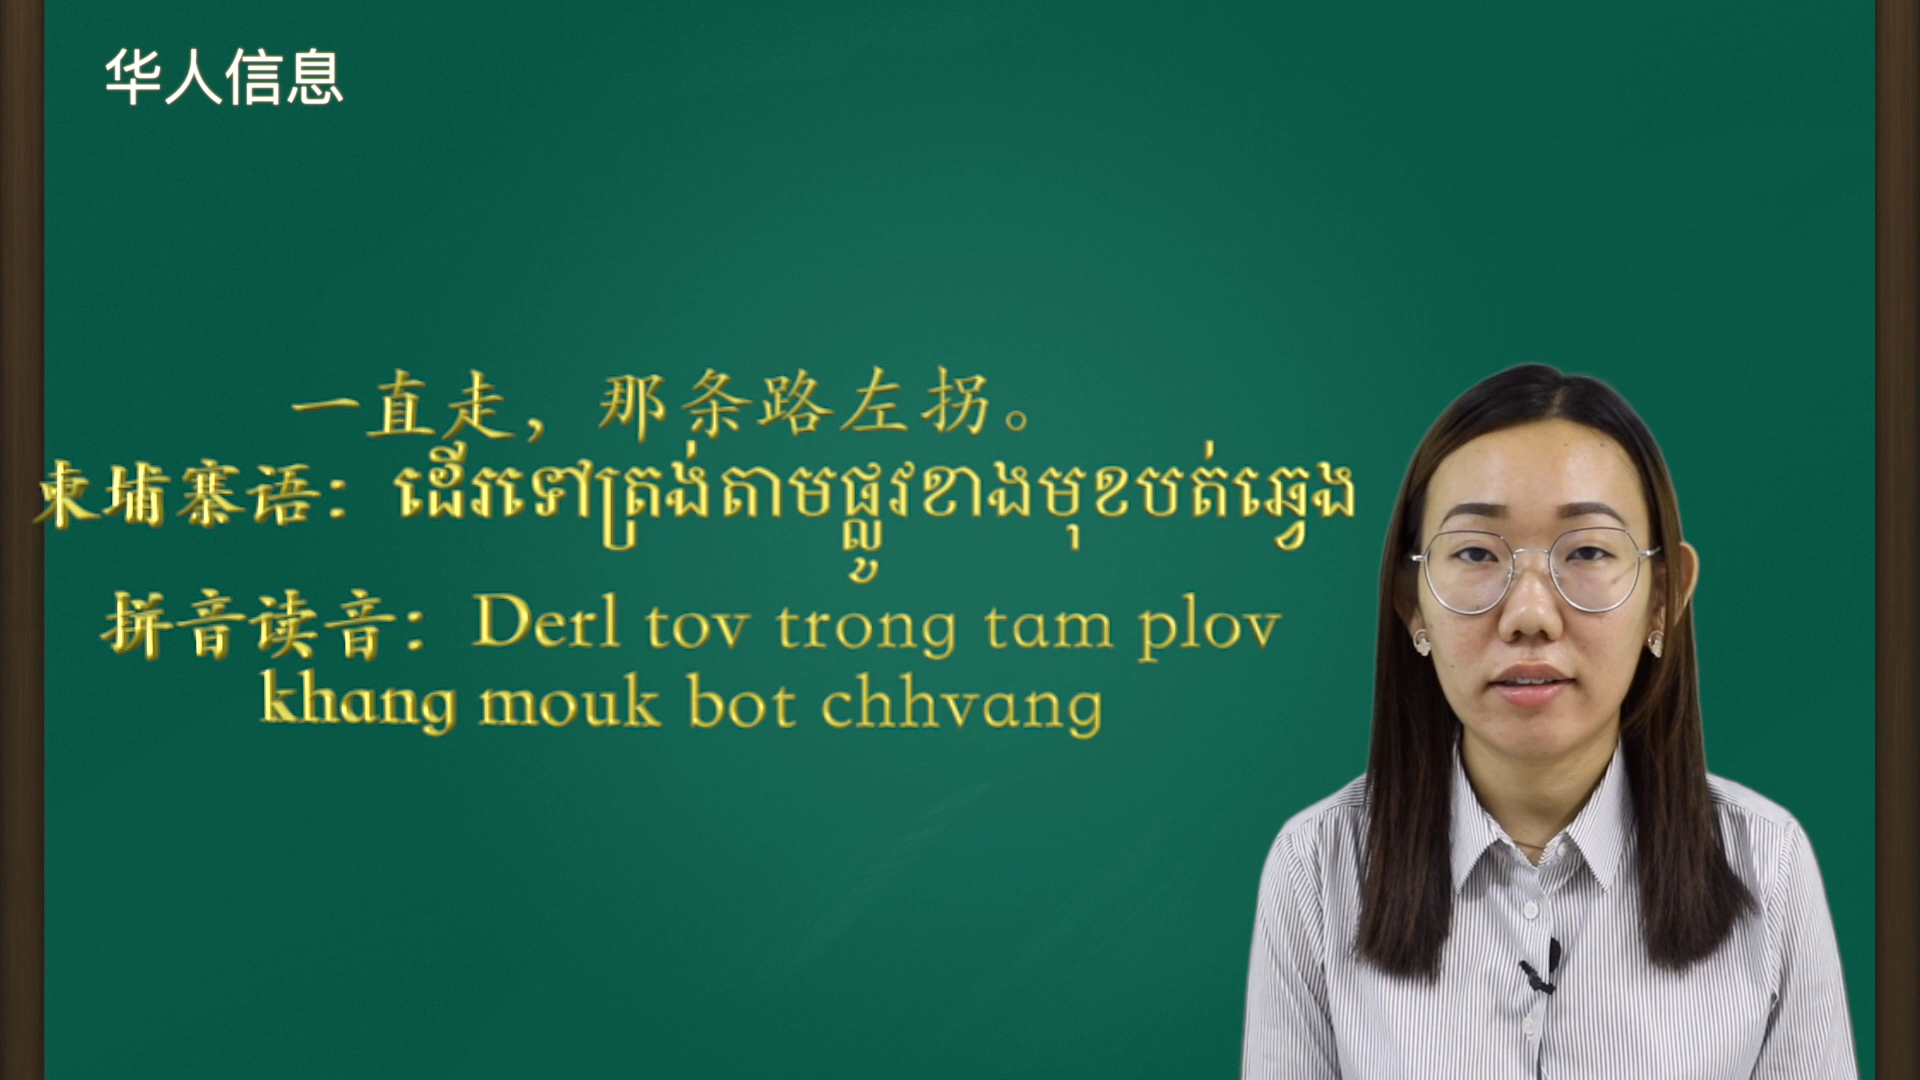 华人信息
一直走，那条路左拐。
柬埔寨语：ដើរទៅត្រង់តាមផ្លូវខាងមុខបត់ឆ្វេង
拼音读音：Derl tov trong tam plov
khang mouk bot chhvang